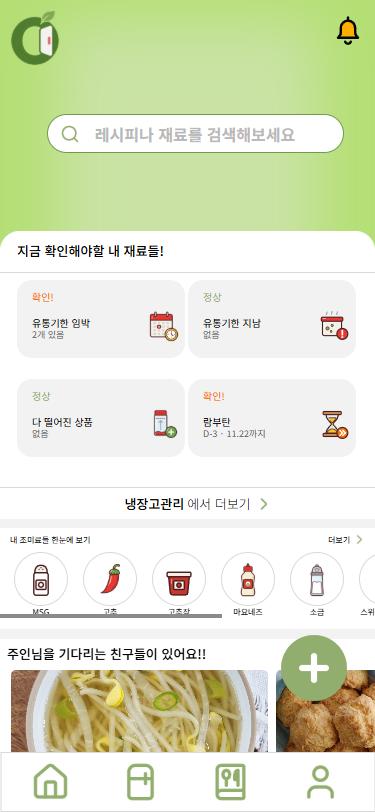 레시피나 재료를 검색해보세요
지금 확인해야할 내 재료들!
확인!
유통기한 임박
2개 있음
정상
유통기한 지남
없음
정상
다 떨어진 상품
없음
확인!
람부탄
D-3 · 11.22까지
냉장고관리 에서 더보기
내 조미료들 한눈에 보기
더보기
MSG
고추
고추장
마요네즈
소금
주인님을 기다리는 친구들이 있어요!!